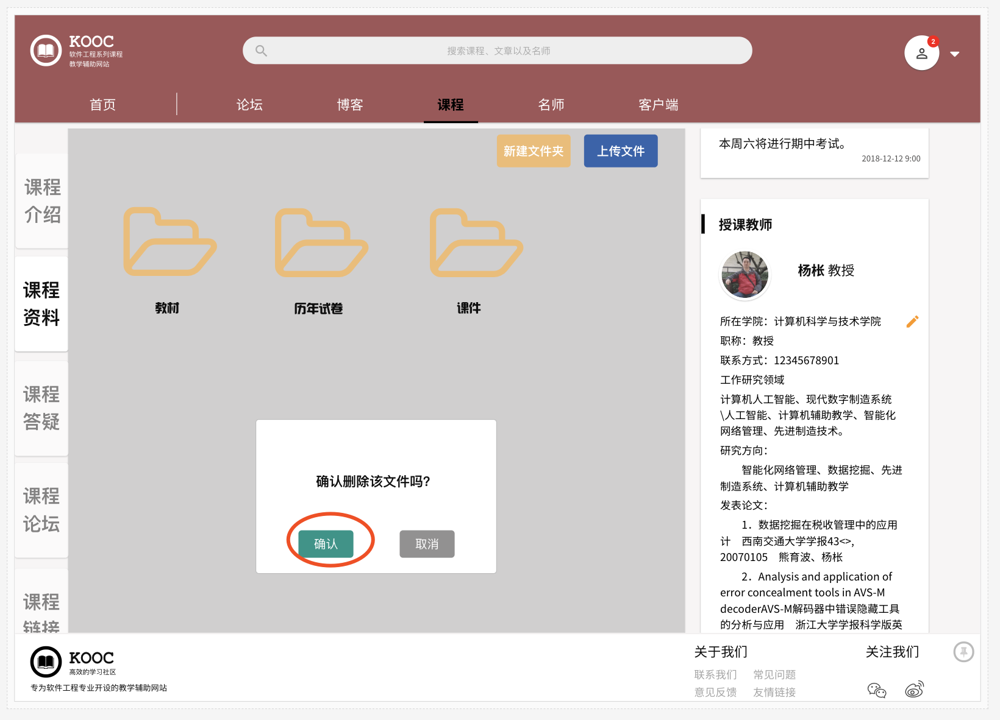 KOOC
软件工程系列课程
教学辅助网站
搜索课程、文章以及名师
2
首页
论坛
博客
课程
名师
客户端
课程
介绍
课程
资料
课程
答疑
课程
论坛
课程
链接
新建文件夹
上传文件
教材
历年试卷
课件
确认删除该文件吗?
确认
取消
本周六将进行期中考试。
2018-12-12 9:00
授课教师
杨枨 教授
所在学院：计算机科学与技术学院
职称：教授
联系方式：12345678901
工作研究领域
计算机人工智能、现代数字制造系统
\人工智能、计算机辅助教学、智能化
网络管理、先进制造技术。
研究方向：
智能化网络管理、数据挖掘、先进
制造系统、计算机辅助教学
发表论文：
1．数据挖掘在税收管理中的应用
计　西南交通大学学报43<>,
20070105　熊育波、杨枨
2．Analysis and application of
error concealment tools in AVS-M
decoderAVS-M解码器中错误隐藏工具
的分析与应用　浙江大学学报科学版英
KOOC
高效的学习社区
专为软件工程专业开设的教学辅助网站
关于我们
联系我们
常见问题
意见反馈
友情链接
关注我们